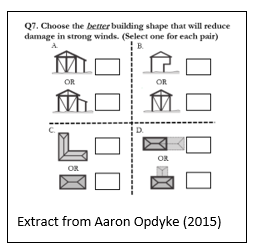 Q7. Choose the better building shape that will reduce
damage in strong winds. (Select one for each pair)
A. B.
OR OR
C. D.
OR OR
Extract from Aaron Opdyke (2015)